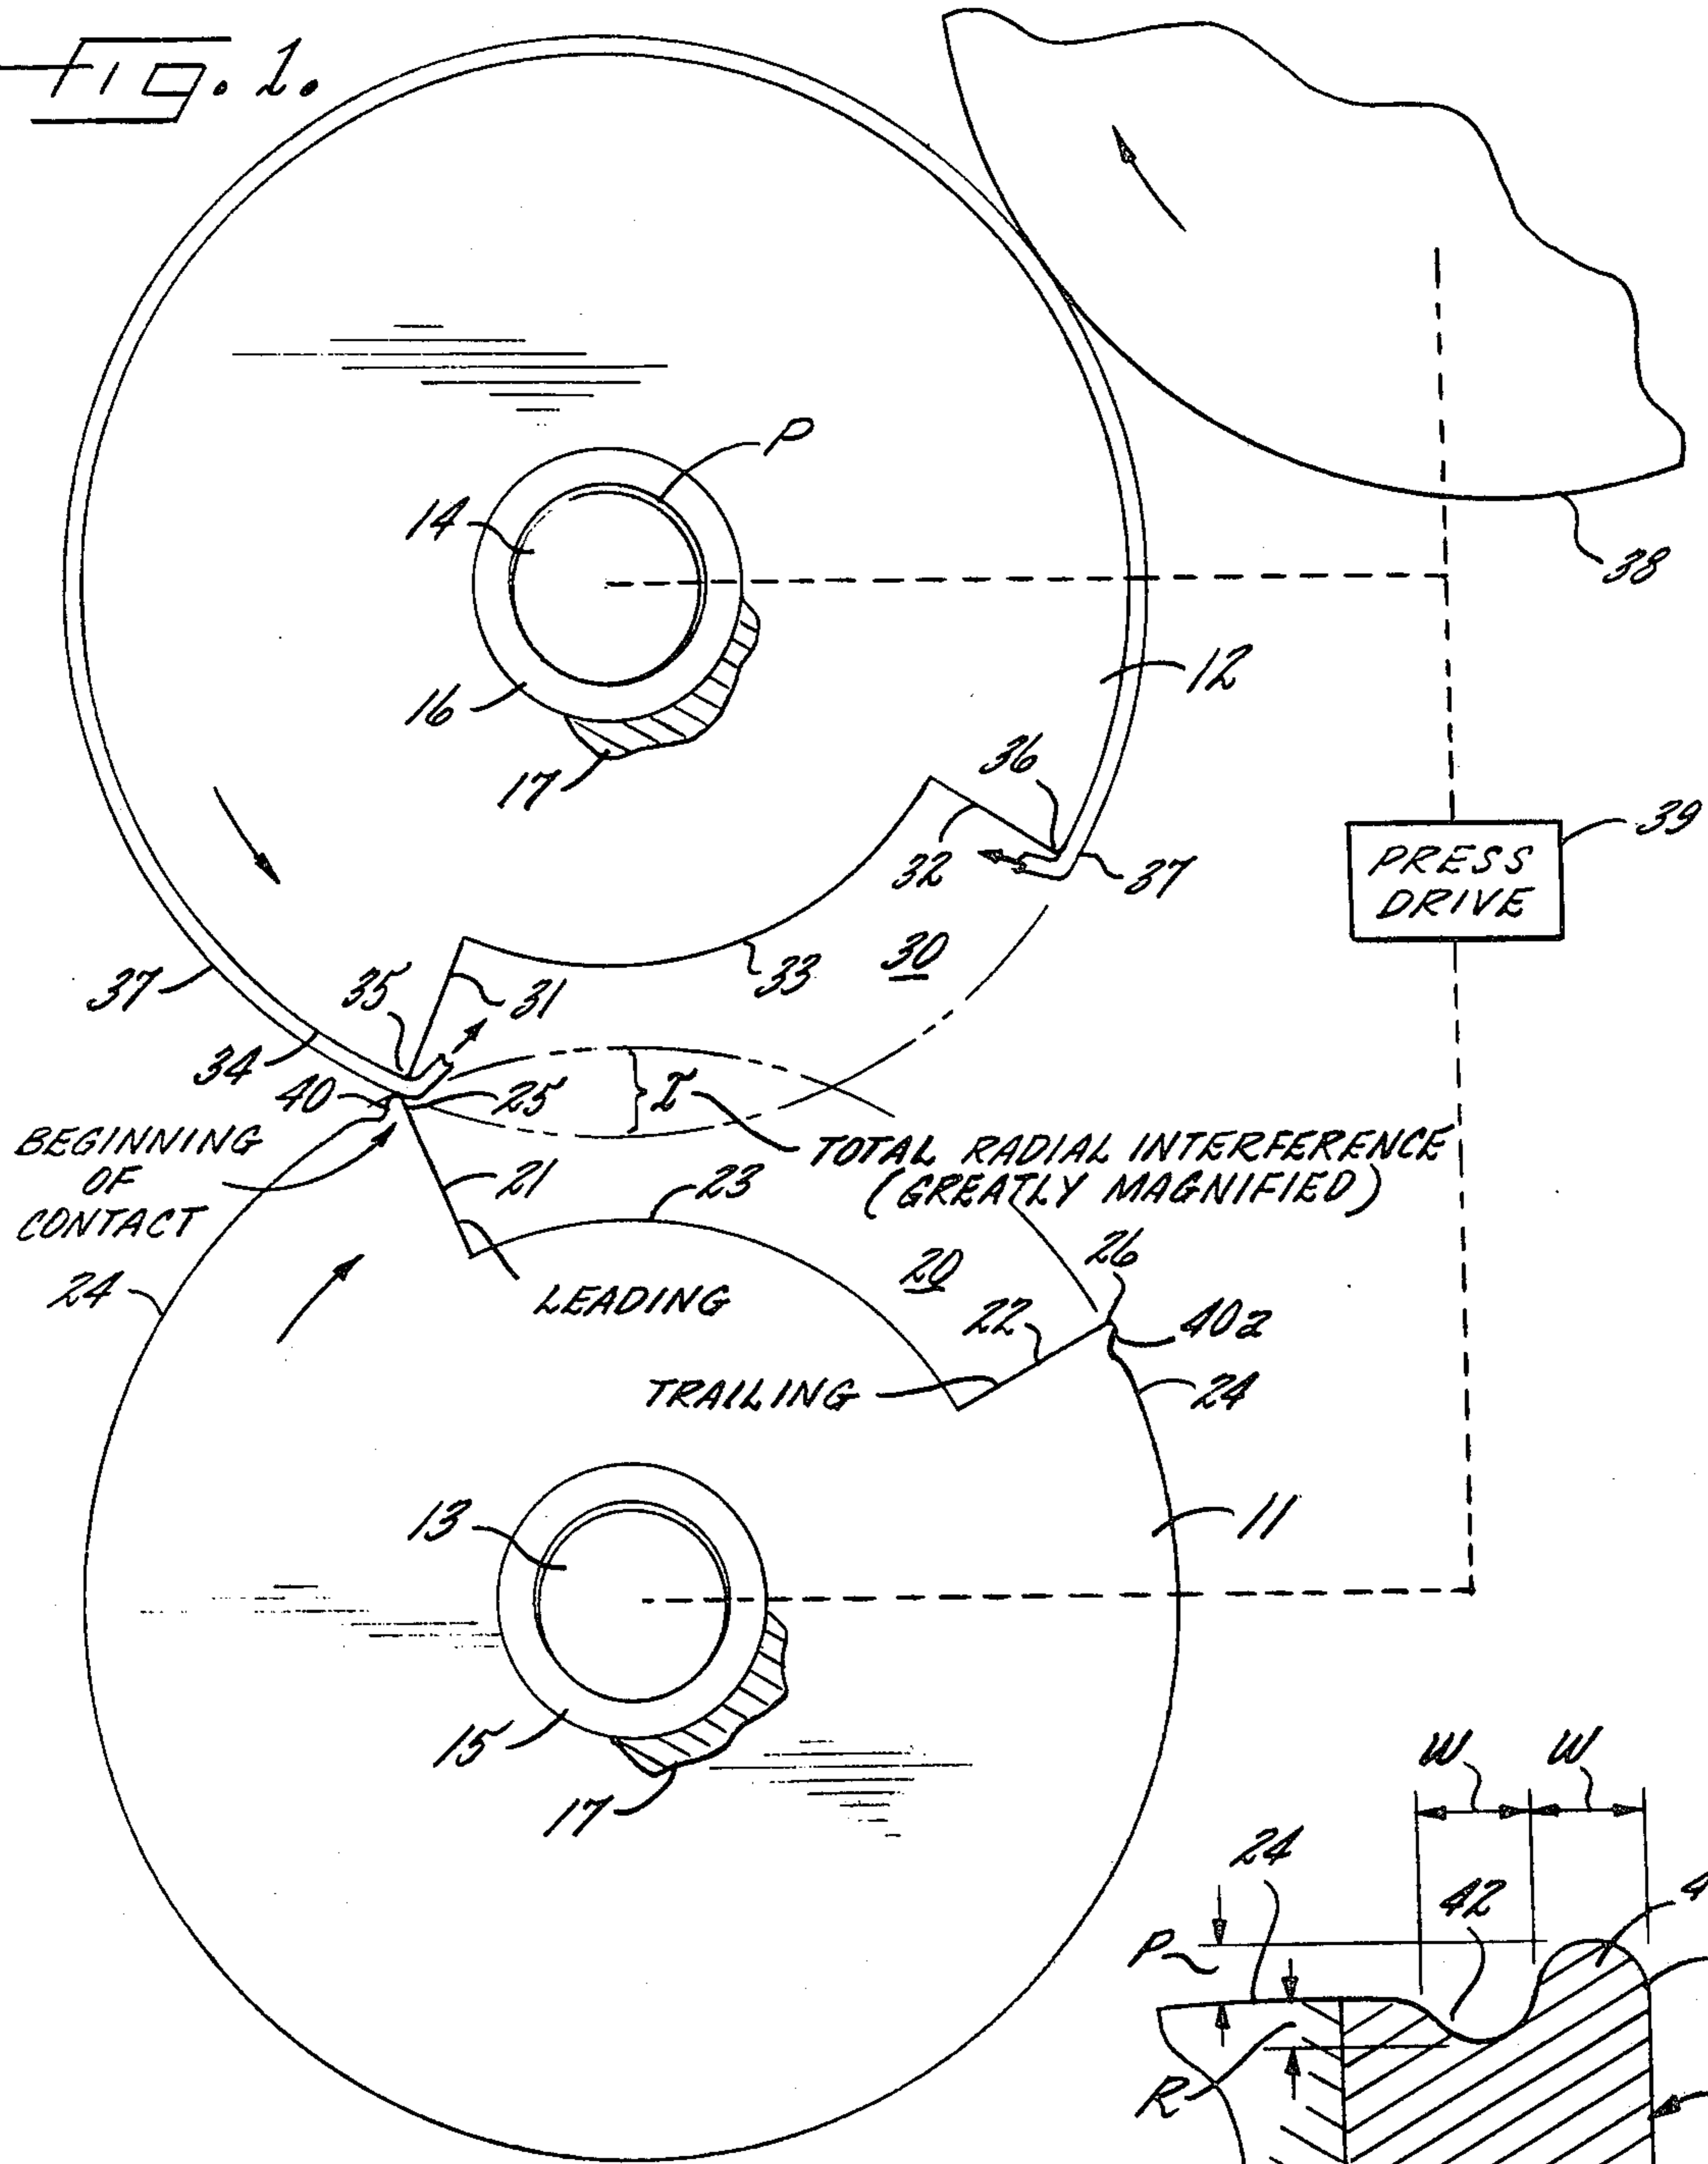 Fig. 1.
P
14
16
17
12
38
39
PRESS
DRIVE
36
32
37
30
33
31
35
37
34
40
25
I
TOTAL RADIAL INTERFERENCE
(GREATLY MAGNIFIED)
BEGINNING
OF
CONTACT
21
23
24
LEADING
20
26
22
40a
24
TRAILING
11
13
15
17
W
W
24
42
P
R